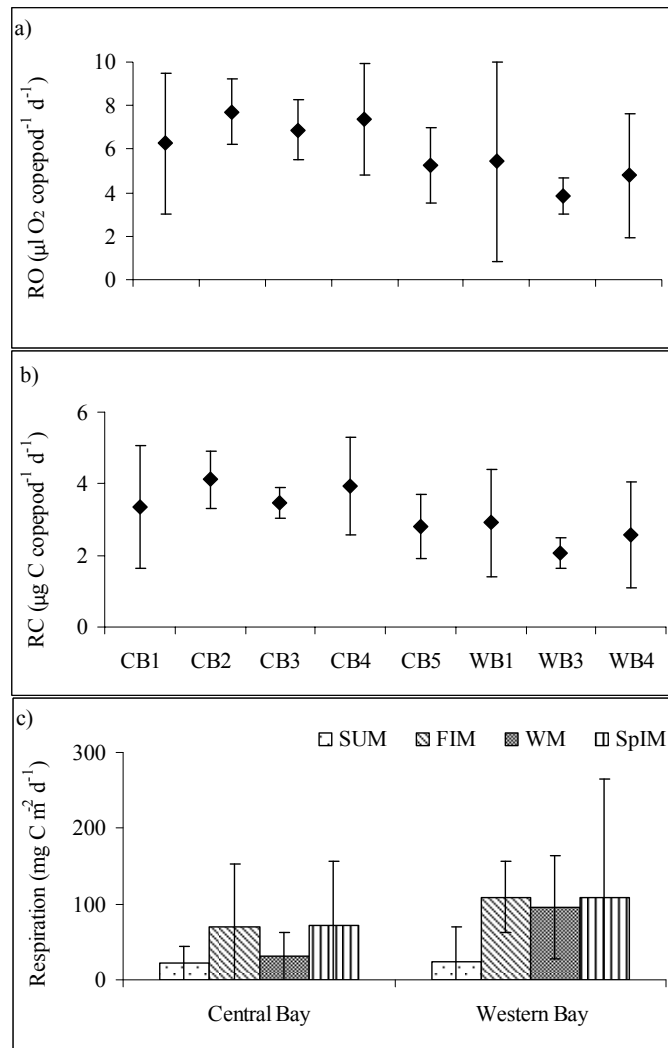 a)
10
8
6
4
2
0
RO (µl O₂ copepod⁻¹ d⁻¹)
b)
6
4
2
0
RC (µg C copepod⁻¹ d⁻¹)
CB1 CB2 CB3 CB4 CB5 WB1 WB3 WB4
c)
SUM FIM WM SpIM
300
200
100
0
Respiration (mg C m⁻² d⁻¹)
Central Bay Western Bay